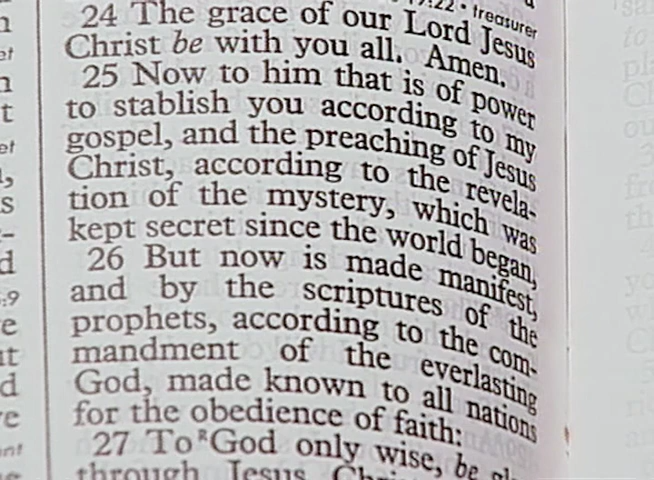 24 The grace of our Lord Jesus
Christ be with you all. Amen.
25 Now to him that is of power
to stablish you according to my
gospel, and the preaching of Jesus
Christ, according to the revela-
tion of the mystery, which was
kept secret since the world began,
26 But now is made manifest,
and by the scriptures of the
prophets, according to the com-
mandment of the everlasting
God, made known to all nations
for the obedience of faith:
27 To God only wise, be
through Jesus
treasurer